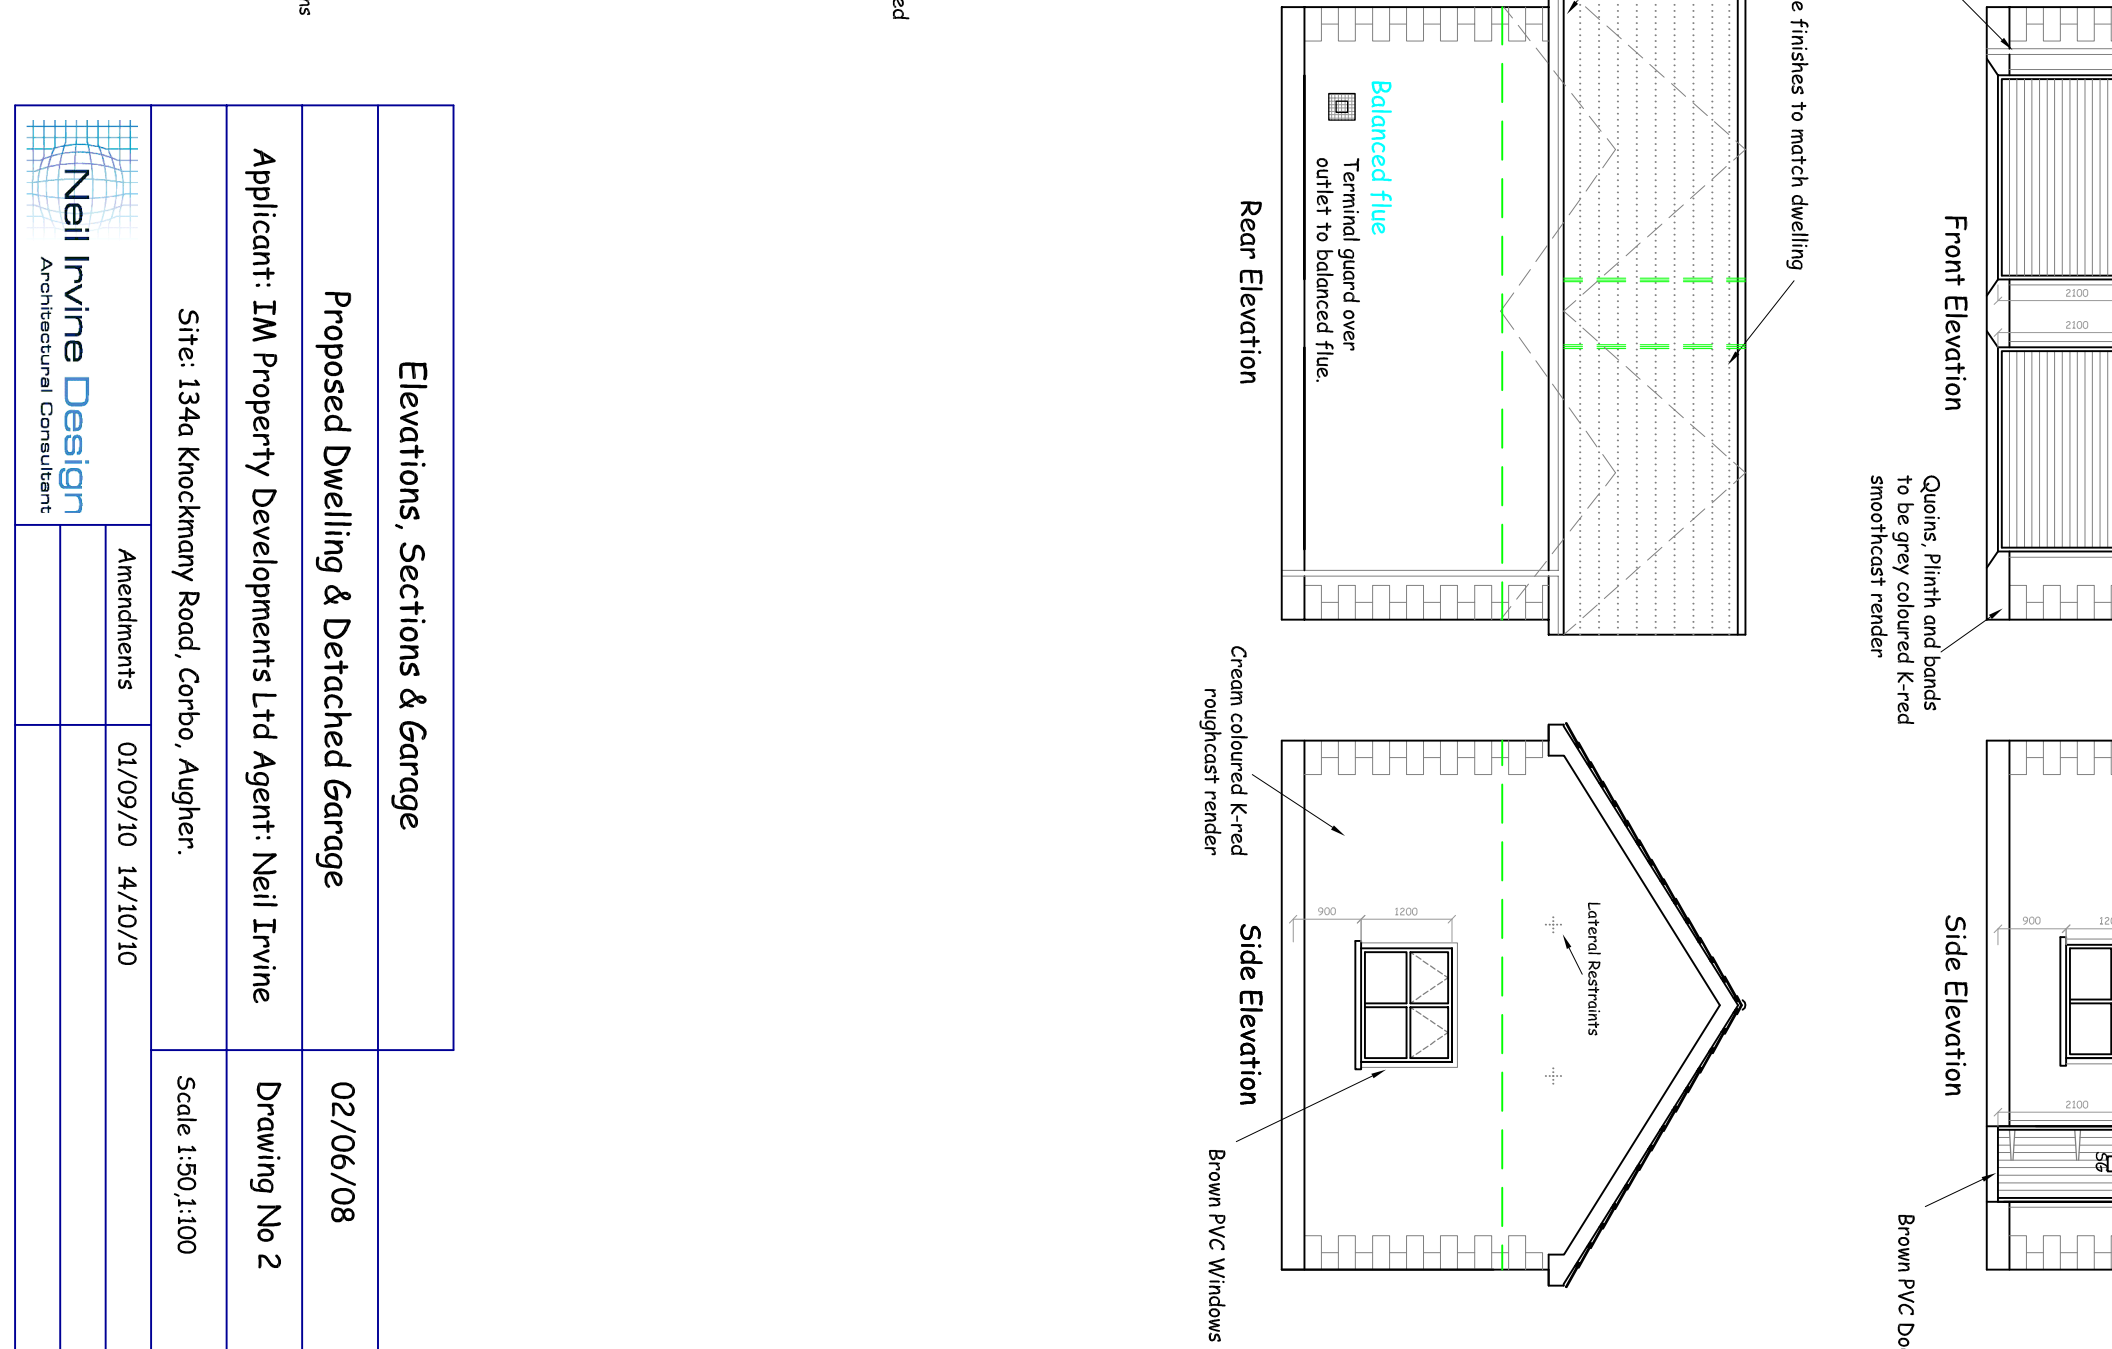 e finishes to match dwelling
2100
2100
Front Elevation
Quoins, Plinth and bands
to be grey coloured K-red
smoothcast render
900
2100
SG
Side Elevation
Brown PVC
Balanced flue
Terminal guard over
outlet to balanced flue.
Rear Elevation
Cream coloured K-red
roughcast render
Lateral Restraints
900
1200
Side Elevation
Brown PVC Windows
Elevations, Sections & Garage
Proposed Dwelling & Detached Garage
02/06/08
Applicant: IM Property Developments Ltd Agent: Neil Irvine
Drawing No 2
Site: 134a Knockmany Road, Corbo, Augher.
Scale 1:50,1:100
Neil Irvine Design
Architectural Consultant
Amendments
01/09/10 14/10/10